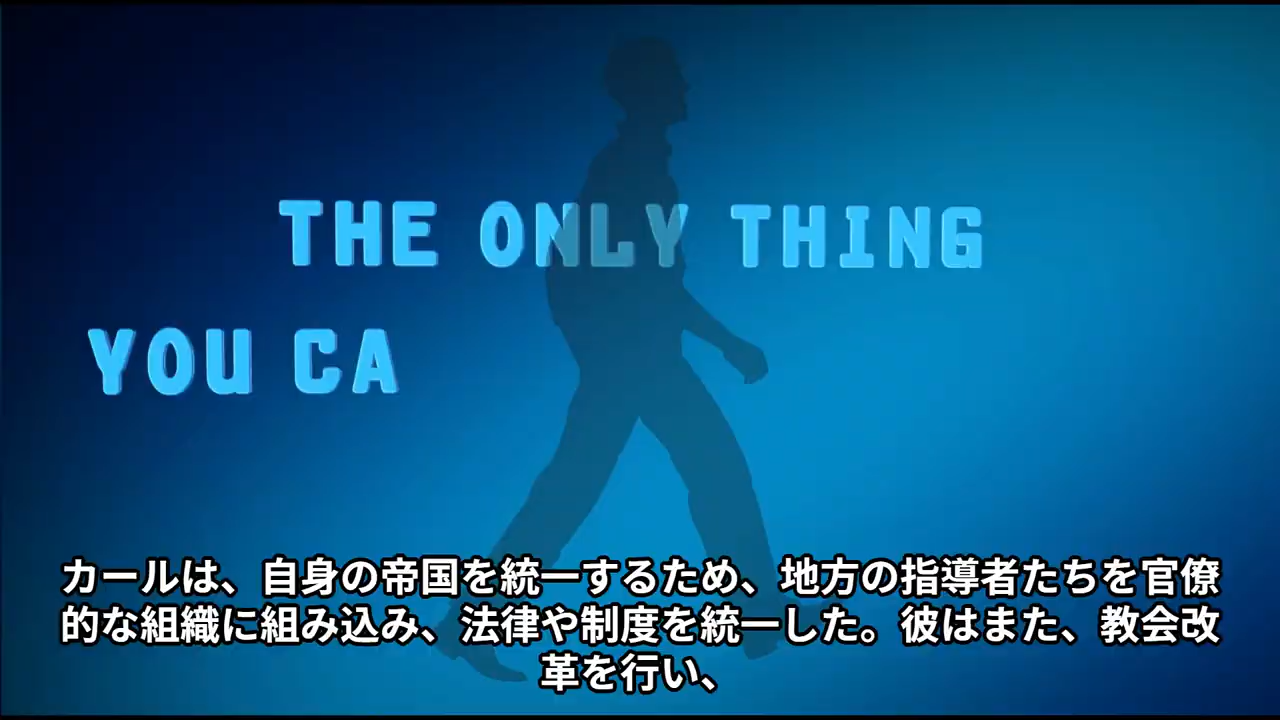 THE ONLY THING
YOU CA
カールは、自身の帝国を統一するため、地方の指導者たちを官僚
的な組織に組み込み、法律や制度を統一した。彼はまた、教会改
革を行い、